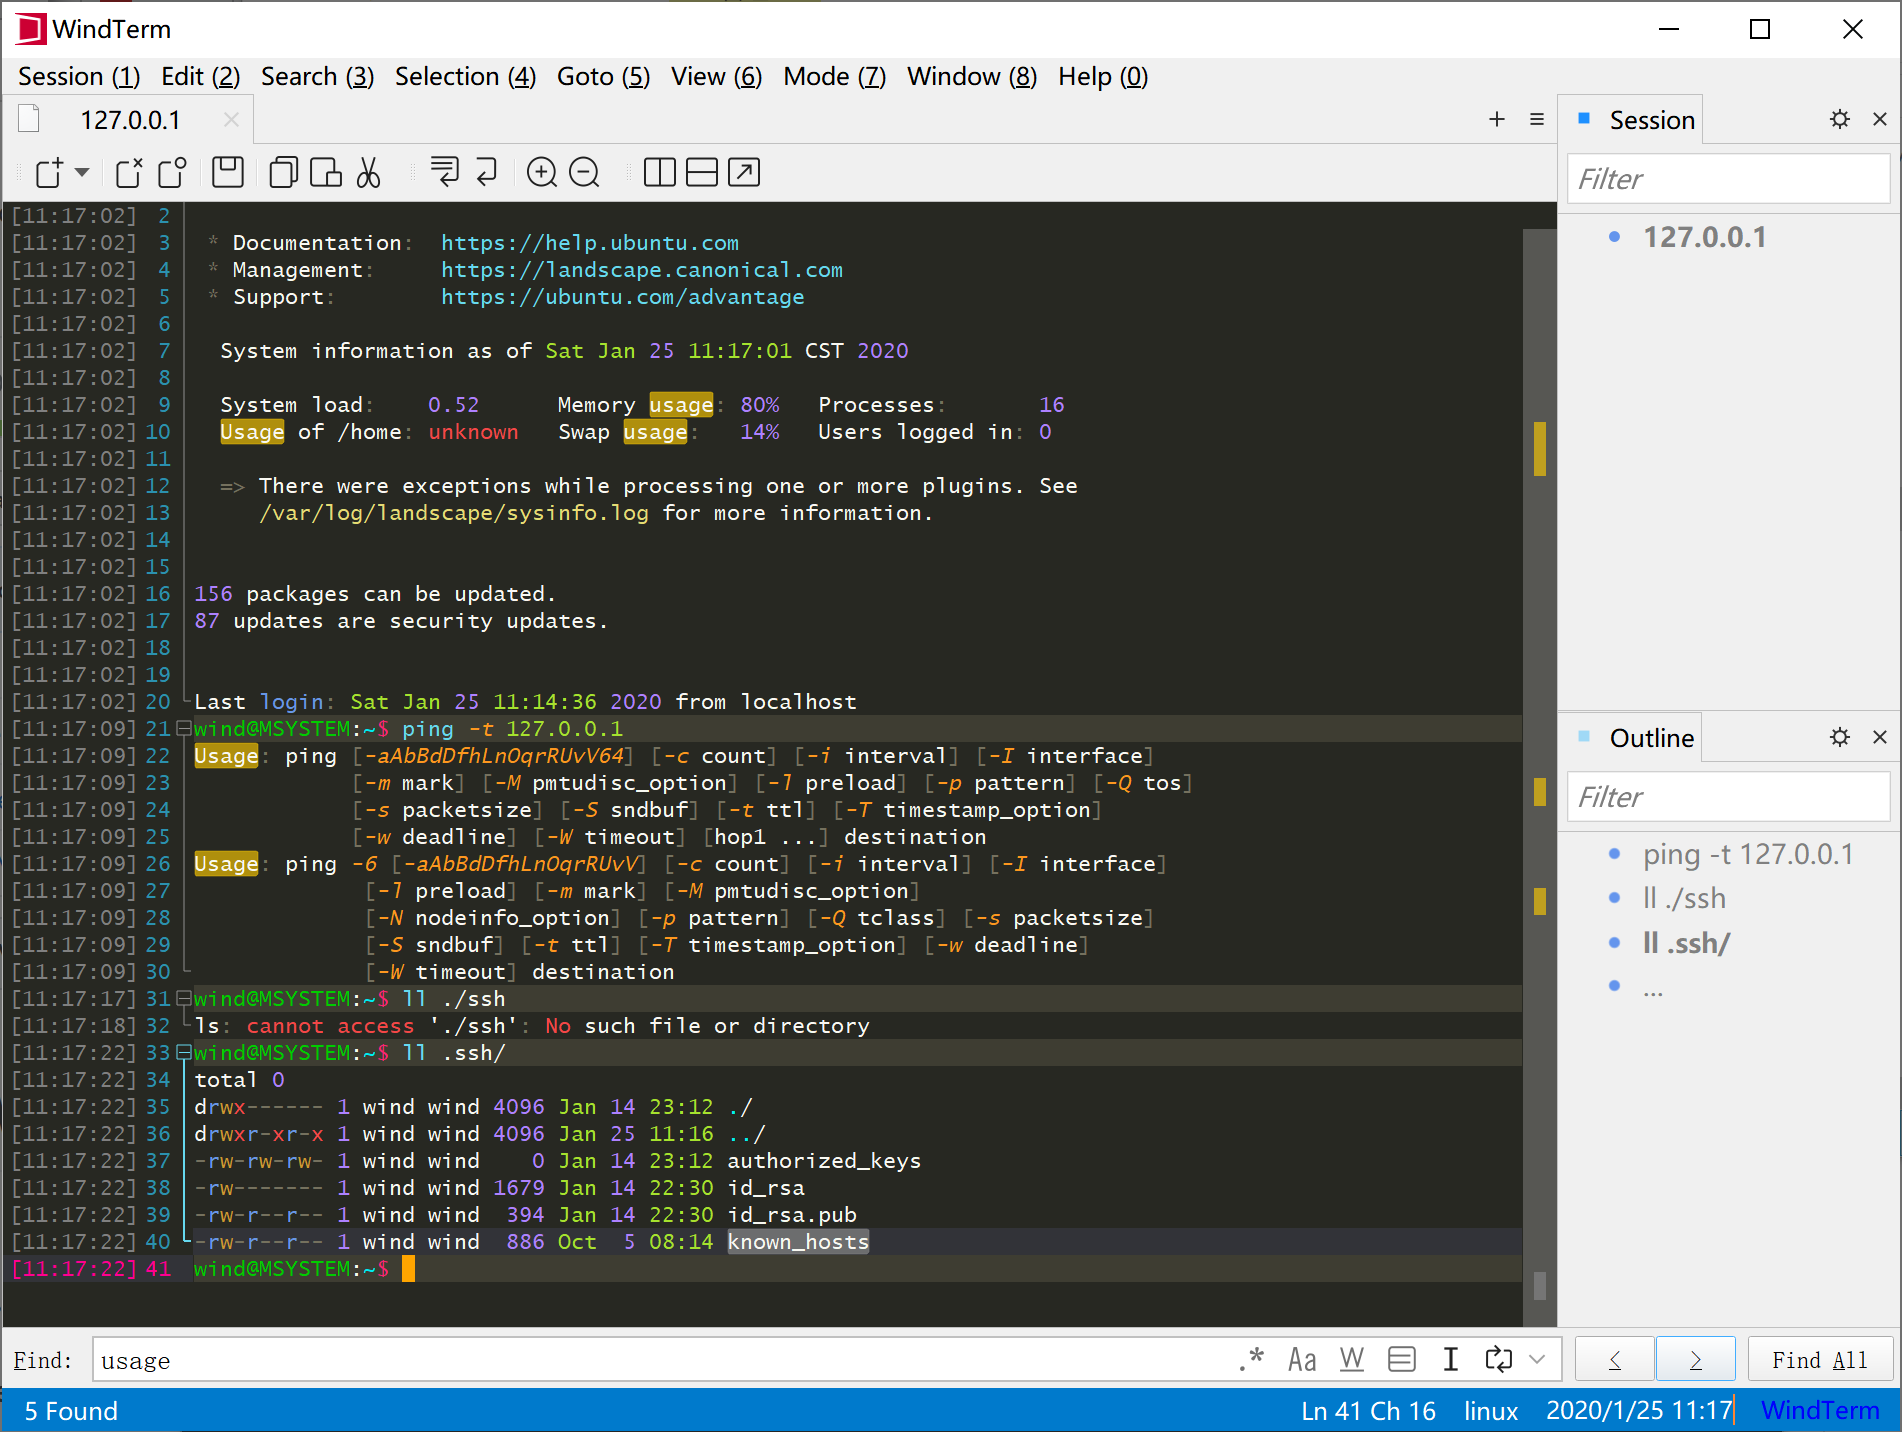 WindTerm
Session (1) Edit (2) Search (3) Selection (4) Goto (5) View (6) Mode (7) Window (8) Help (0)
127.0.0.1
[11:17:02] 2
[11:17:02] 3 * Documentation: https://help.ubuntu.com
[11:17:02] 4 * Management: https://landscape.canonical.com
[11:17:02] 5 * Support: https://ubuntu.com/advantage
[11:17:02] 6
[11:17:02] 7 System information as of Sat Jan 25 11:17:01 CST 2020
[11:17:02] 8
[11:17:02] 9 System load: 0.52 Memory usage: 80% Processes: 16
[11:17:02] 10 Usage of /home: unknown Swap usage: 14% Users logged in: 0
[11:17:02] 11
[11:17:02] 12 => There were exceptions while processing one or more plugins. See
[11:17:02] 13 /var/log/landscape/sysinfo.log for more information.
[11:17:02] 14
[11:17:02] 15
[11:17:02] 16 156 packages can be updated.
[11:17:02] 17 87 updates are security updates.
[11:17:02] 18
[11:17:02] 19
[11:17:02] 20 Last login: Sat Jan 25 11:14:36 2020 from localhost
[11:17:09] 21 wind@MSYSTEM:~$ ping -t 127.0.0.1
[11:17:09] 22 Usage: ping [-aAbBdDfhLnOqrRUvV64] [-c count] [-i interval] [-I interface]
[11:17:09] 23 [-m mark] [-M pmtudisc_option] [-l preload] [-p pattern] [-Q tos]
[11:17:09] 24 [-s packetsize] [-S sndbuf] [-t ttl] [-T timestamp_option]
[11:17:09] 25 [-w deadline] [-W timeout] [hop1 ...] destination
[11:17:09] 26 Usage: ping -6 [-aAbBdDfhLnOqrRUvV] [-c count] [-i interval] [-I interface]
[11:17:09] 27 [-l preload] [-m mark] [-M pmtudisc_option]
[11:17:09] 28 [-N nodeinfo_option] [-p pattern] [-Q tclass] [-s packetsize]
[11:17:09] 29 [-S sndbuf] [-t ttl] [-T timestamp_option] [-w deadline]
[11:17:09] 30 [-W timeout] destination
[11:17:17] 31 wind@MSYSTEM:~$ ll ./ssh
[11:17:18] 32 ls: cannot access './ssh': No such file or directory
[11:17:22] 33 wind@MSYSTEM:~$ ll .ssh/
[11:17:22] 34 total 0
[11:17:22] 35 drwx------ 1 wind wind 4096 Jan 14 23:12 ./
[11:17:22] 36 drwxr-xr-x 1 wind wind 4096 Jan 25 11:16 ../
[11:17:22] 37 -rw-rw-rw- 1 wind wind 0 Jan 14 23:12 authorized_keys
[11:17:22] 38 -rw------- 1 wind wind 1679 Jan 14 22:30 id_rsa
[11:17:22] 39 -rw-r--r-- 1 wind wind 394 Jan 14 22:30 id_rsa.pub
[11:17:22] 40 -rw-r--r-- 1 wind wind 886 Oct 5 08:14 known_hosts
[11:17:22] 41 wind@MSYSTEM:~$
Session
Filter
127.0.0.1
Outline
Filter
ping -t 127.0.0.1
ll ./ssh
ll .ssh/
...
Find: usage .* Aa W I < > Find All
5 Found Ln 41 Ch 16 linux 2020/1/25 11:17 WindTerm